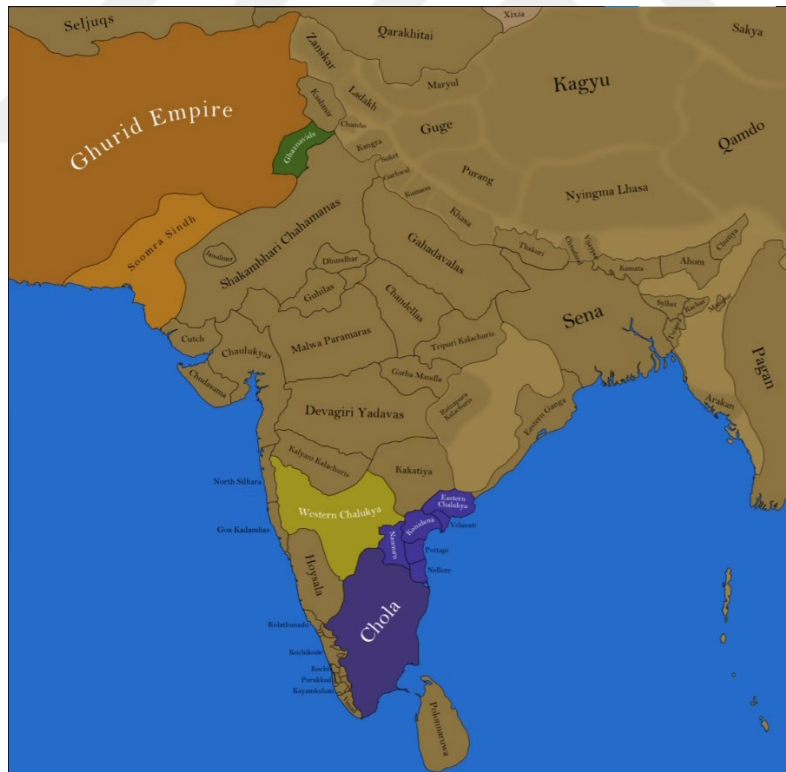 Seljuqs
Qarakhitai
Xixia
Sakya
Zanskar
Maryul
Kagyu
Ladakh
Kashmir
Ghurid Empire
Guge
Chamba
Qamdo
Ghaznavids
Kangra
Suket
Purang
Garhwal
Nyingma Lhasa
Kumaon
Khasa
Soomra Sindh
Shakambhari Chahamanas
Gahadavalas
Thakuri
Kamata
Ahom
Chutiya
Jaisalmer
Dhundhar
Guhilas
Chandellas
Sena
Sylhet
Kachar
Cutch
Chaulukyas
Malwa Paramaras
Tripuri Kalachuris
Pagan
Chudasama
Garha Mandla
Devagiri Yadavas
Ratnapura
Kalachuris
Eastern Ganga
Arakan
Kalyani Kalachuris
Kakatiya
North Silhara
Western Chalukya
Eastern
Chalukya
Goa Kadambas
Konidena
Velanati
Pottapi
Hoysala
Nellore
Chola
Kolathunadu
Kozhikode
Kochi
Purakkad
Kayamkulam
Venad
Polonnaruwa